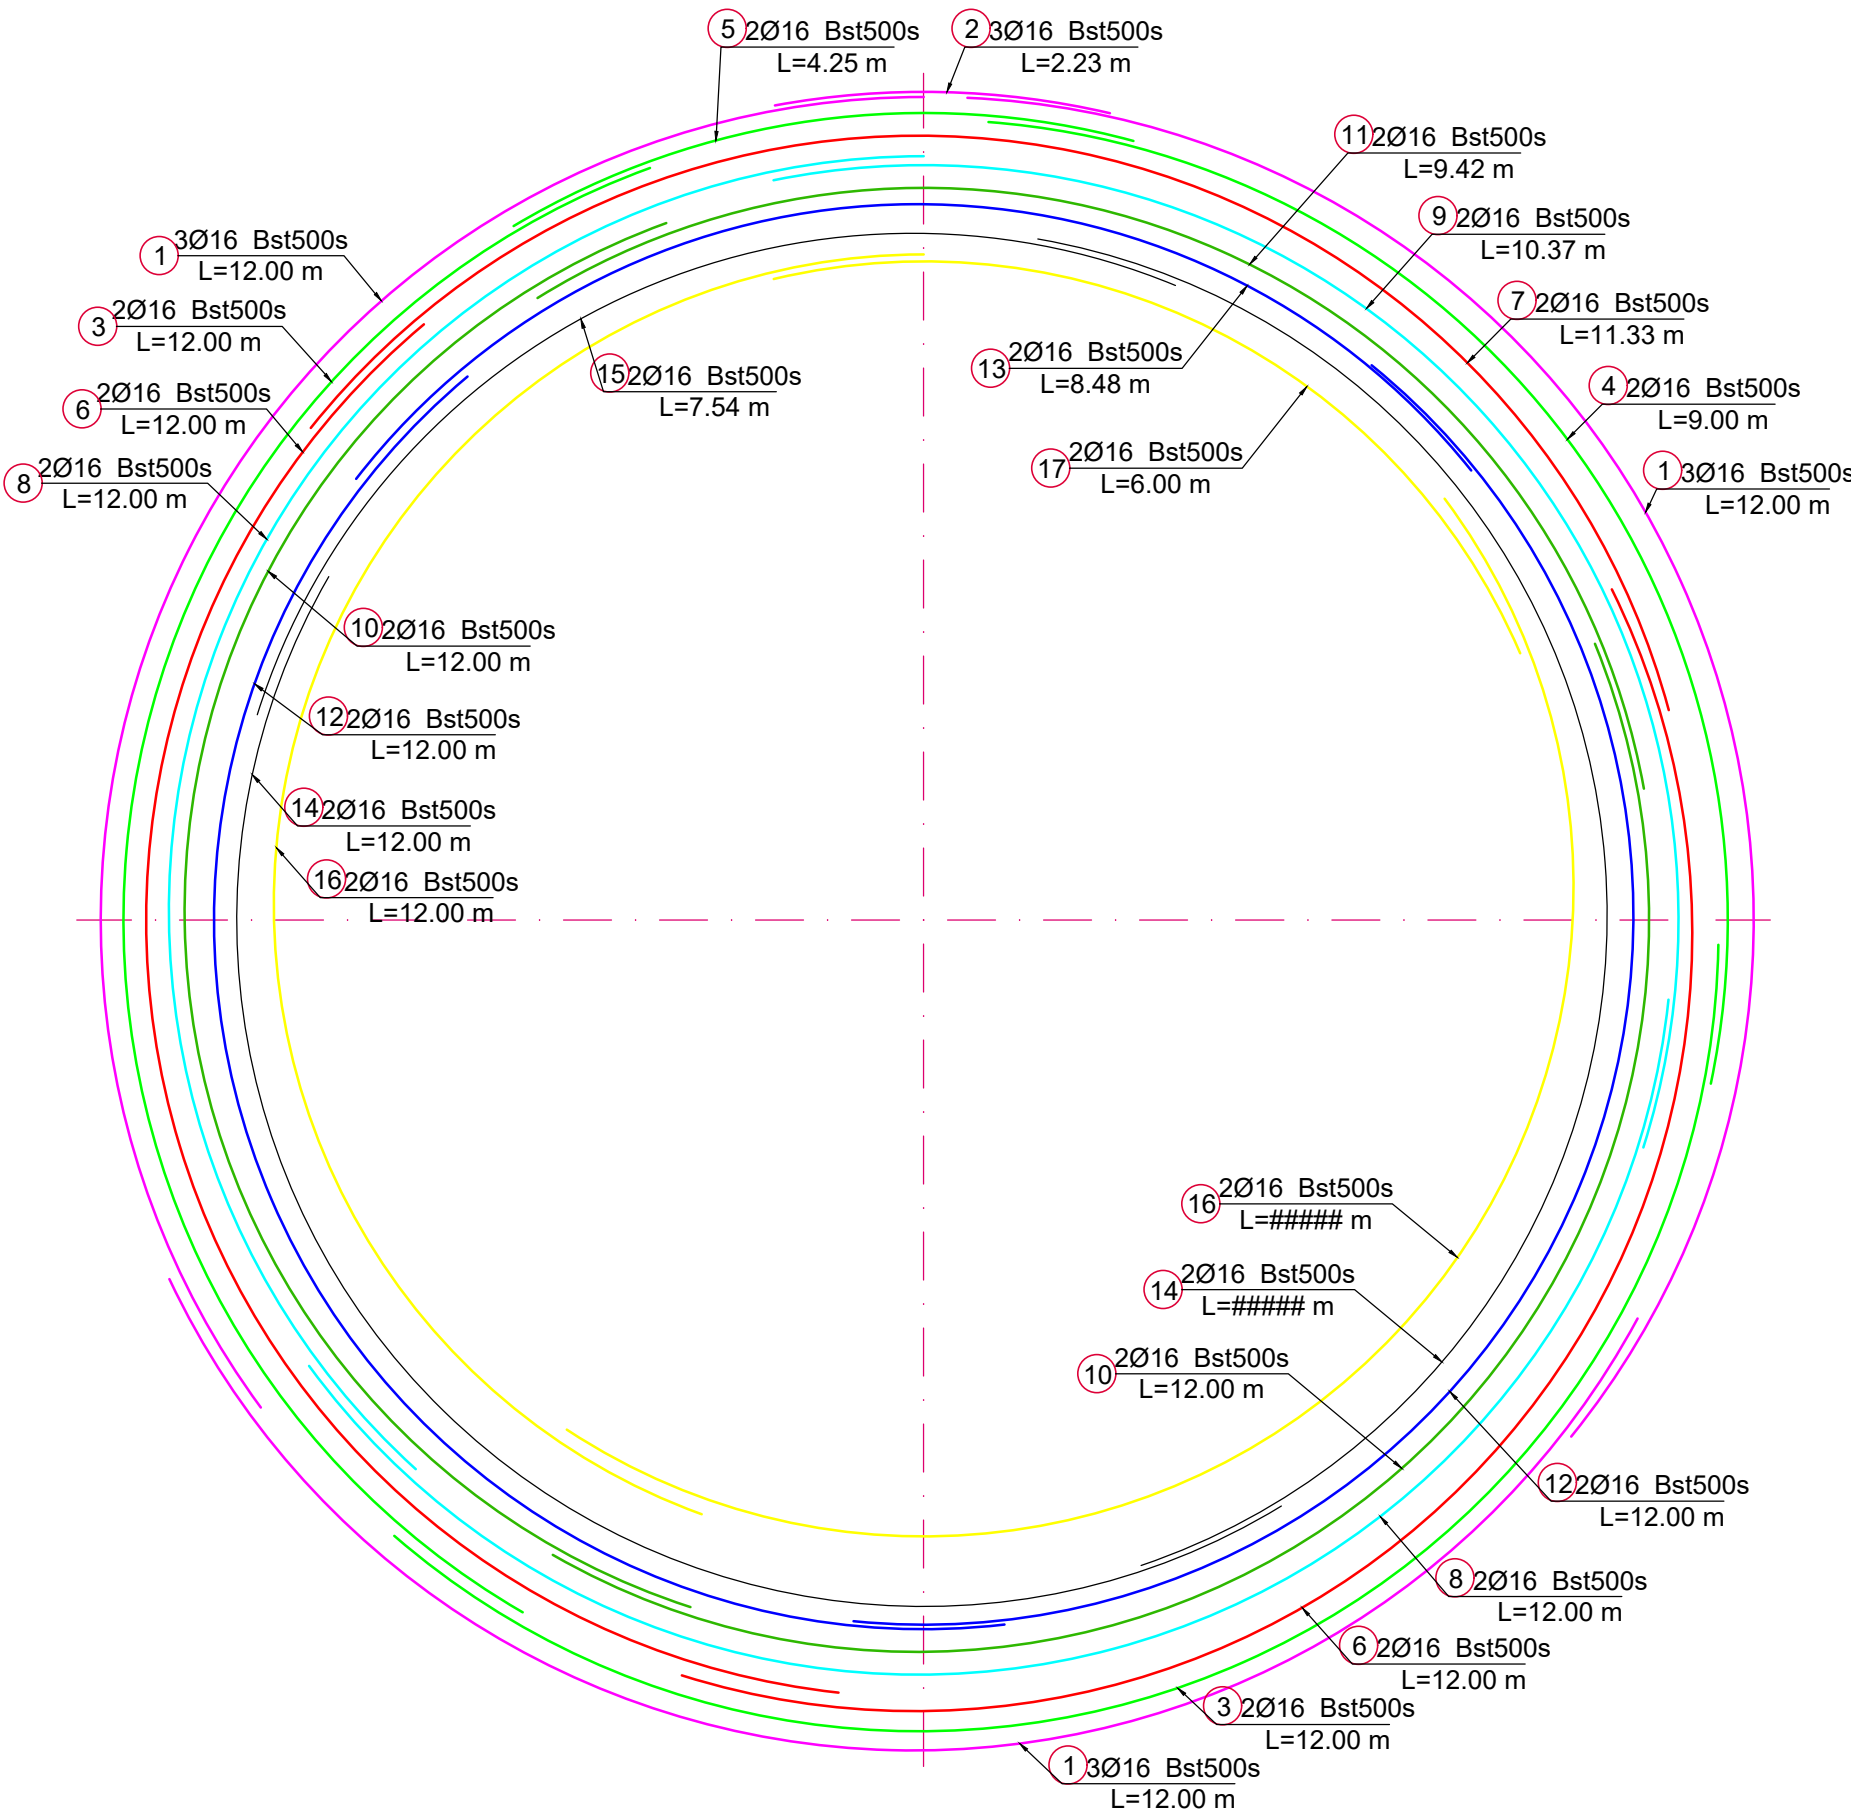 5 2Ø16 Bst500s
L=4.25 m
2 3Ø16 Bst500s
L=2.23 m
11 2Ø16 Bst500s
L=9.42 m
9 2Ø16 Bst500s
L=10.37 m
1 3Ø16 Bst500s
L=12.00 m
7 2Ø16 Bst500s
L=11.33 m
3 2Ø16 Bst500s
L=12.00 m
13 2Ø16 Bst500s
L=8.48 m
15 2Ø16 Bst500s
L=7.54 m
4 2Ø16 Bst500s
L=9.00 m
6 2Ø16 Bst500s
L=12.00 m
17 2Ø16 Bst500s
L=6.00 m
1 3Ø16 Bst500s
L=12.00 m
8 2Ø16 Bst500s
L=12.00 m
10 2Ø16 Bst500s
L=12.00 m
12 2Ø16 Bst500s
L=12.00 m
14 2Ø16 Bst500s
L=12.00 m
16 2Ø16 Bst500s
L=12.00 m
16 2Ø16 Bst500s
L=##### m
14 2Ø16 Bst500s
L=##### m
10 2Ø16 Bst500s
L=12.00 m
12 2Ø16 Bst500s
L=12.00 m
8 2Ø16 Bst500s
L=12.00 m
6 2Ø16 Bst500s
L=12.00 m
3 2Ø16 Bst500s
L=12.00 m
1 3Ø16 Bst500s
L=12.00 m